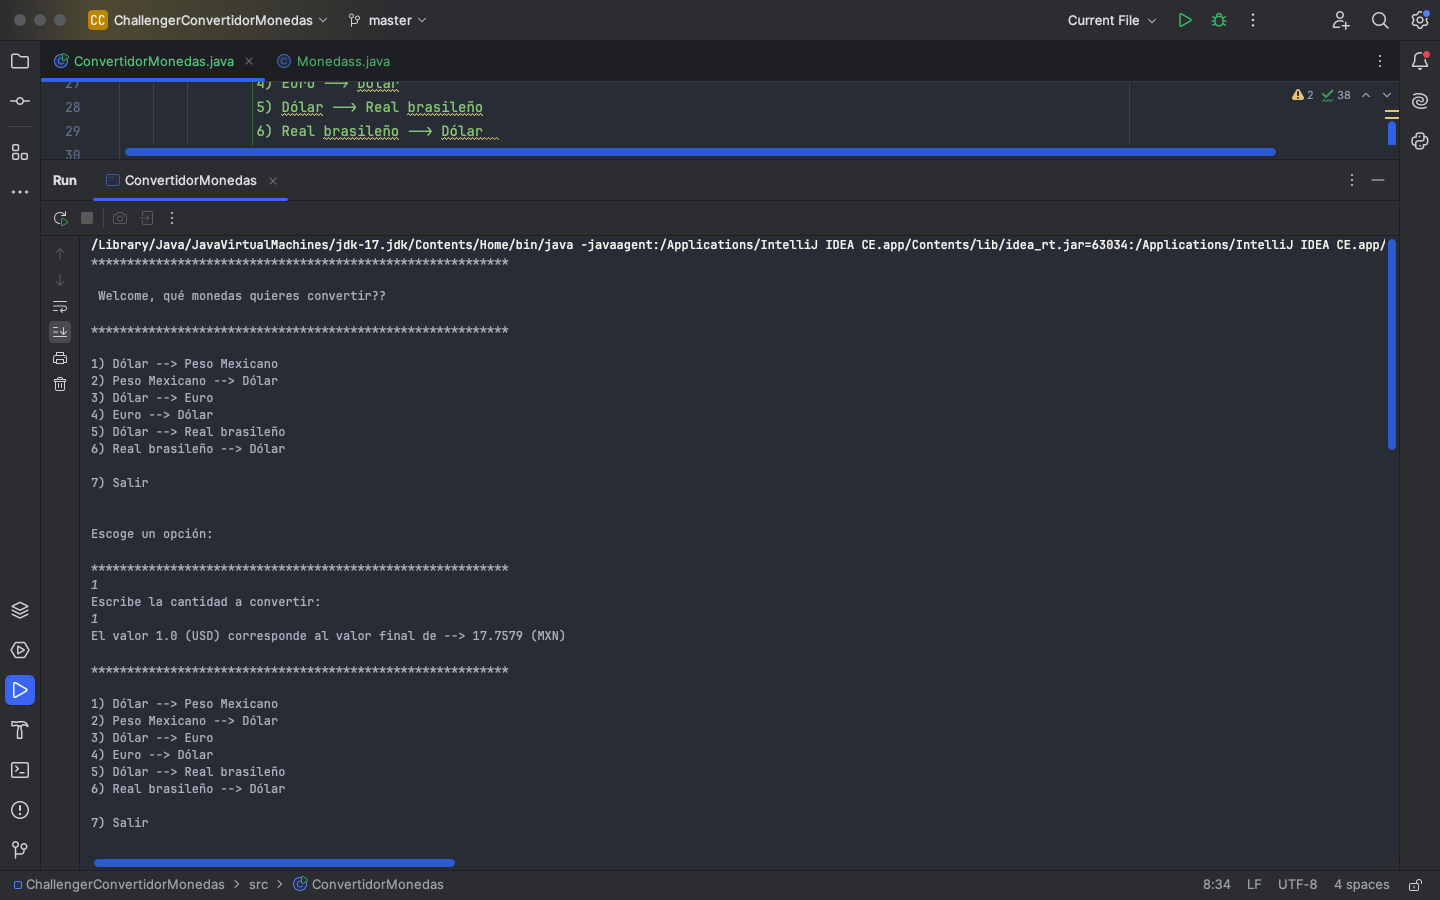 CC ChallengerConvertidorMonedas master Current File
ConvertidorMonedas.java Monedass.java
27 4) Euro --> Dólar
28 5) Dólar --> Real brasileño
29 6) Real brasileño --> Dólar
30
2 38
Run ConvertidorMonedas
/Library/Java/JavaVirtualMachines/jdk-17.jdk/Contents/Home/bin/java -javaagent:/Applications/IntelliJ IDEA CE.app/Contents/lib/idea_rt.jar=63034:/Applications/IntelliJ IDEA CE.app/
**********************************************************
Welcome, qué monedas quieres convertir??
**********************************************************
1) Dólar --> Peso Mexicano
2) Peso Mexicano --> Dólar
3) Dólar --> Euro
4) Euro --> Dólar
5) Dólar --> Real brasileño
6) Real brasileño --> Dólar
7) Salir
Escoge un opción:
**********************************************************
1
Escribe la cantidad a convertir:
1
El valor 1.0 (USD) corresponde al valor final de --> 17.7579 (MXN)
**********************************************************
1) Dólar --> Peso Mexicano
2) Peso Mexicano --> Dólar
3) Dólar --> Euro
4) Euro --> Dólar
5) Dólar --> Real brasileño
6) Real brasileño --> Dólar
7) Salir
ChallengerConvertidorMonedas > src > ConvertidorMonedas 8:34 LF UTF-8 4 spaces